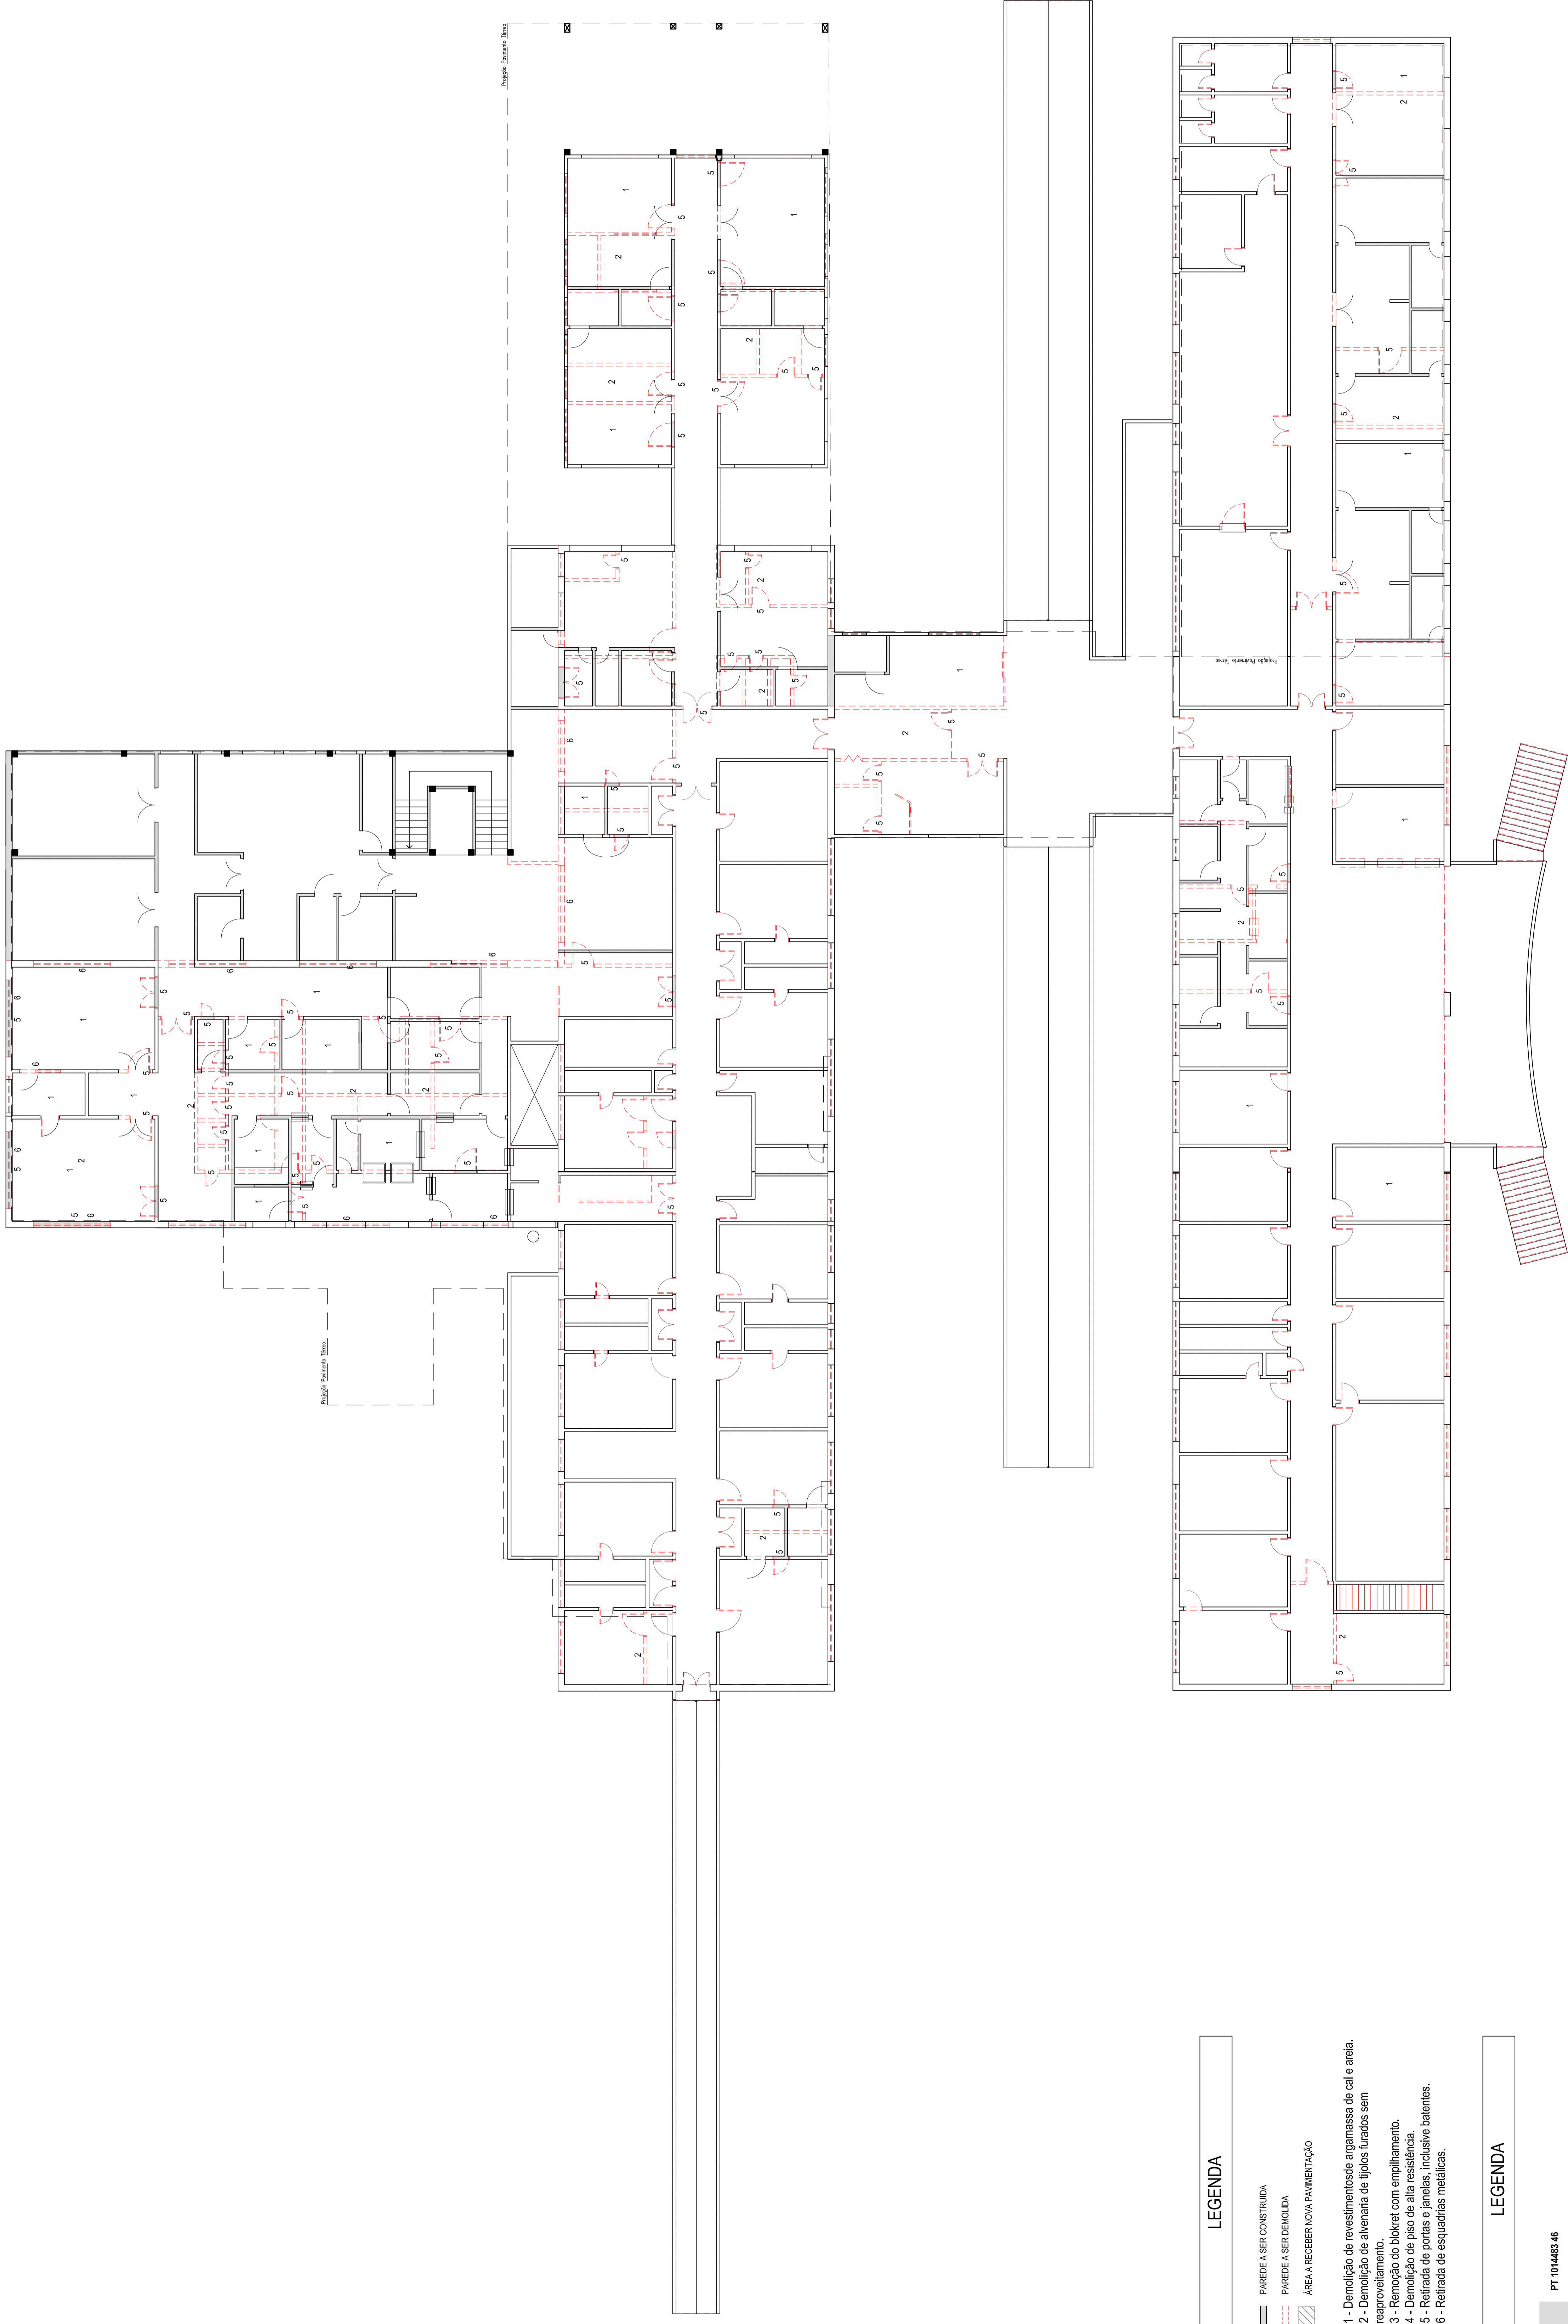 Projeção Pavimento Térreo
Projeção Pavimento Térreo
Projeção Pavimento Térreo
LEGENDA
PAREDE A SER CONSTRUIDA
PAREDE A SER DEMOLIDA
ÁREA A RECEBER NOVA PAVIMENTAÇÃO
1 - Demolição de revestimentosde argamassa de cal e areia.
2 - Demolição de alvenaria de tijolos furados sem
reaproveitamento.
3 - Remoção do blokret com empilhamento.
4 - Demolição de piso de alta resistência.
5 - Retirada de portas e janelas, inclusive batentes.
6 - Retirada de esquadrias metálicas.
LEGENDA
PT 1014483 46